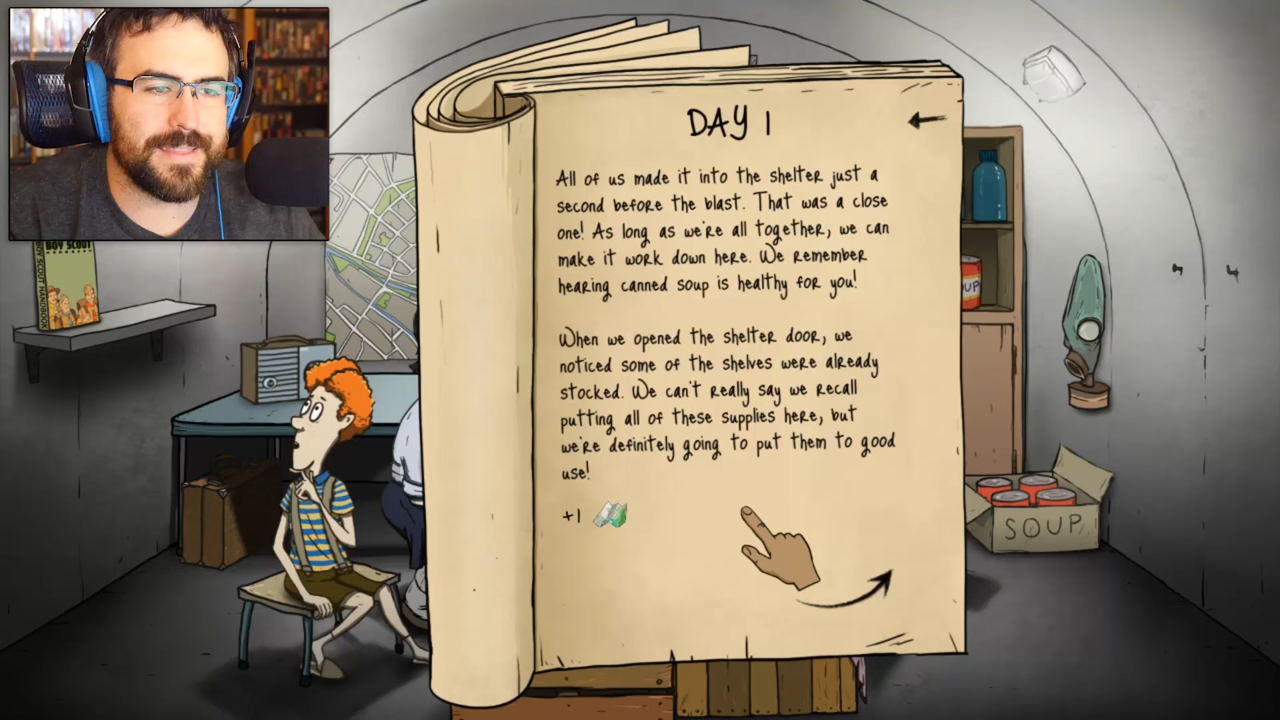 DAY 1
All of us made it into the shelter just a
second before the blast. That was a close
one! As long as we're all together, we can
make it work down here. We remember
hearing canned soup is healthy for you!
When we opened the shelter door, we
noticed some of the shelves were already
stocked. We can't really say we recall
putting all of these supplies here, but
we're definitely going to put them to good
use!
+1
BOY SCOUT
BOY SCOUT HANDBOOK
UP
SOUP